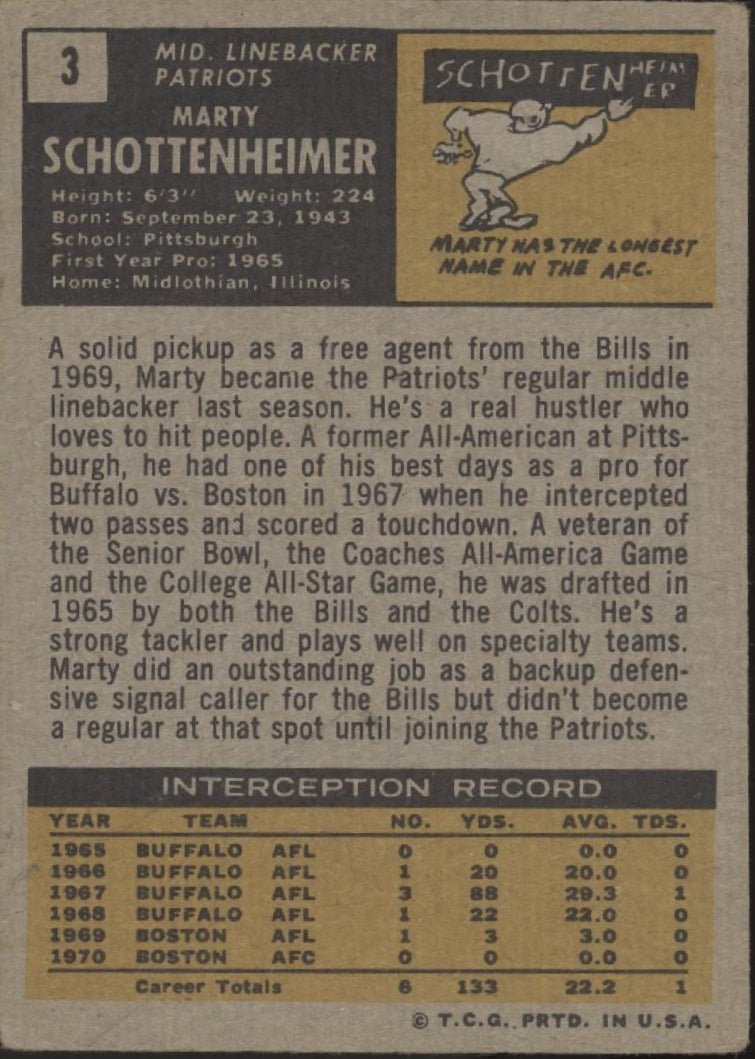 3
MID. LINEBACKER
PATRIOTS
MARTY
SCHOTTENHEIMER
Height: 6'3" Weight: 224
Born: September 23, 1943
School: Pittsburgh
First Year Pro: 1965
Home: Midlothian, Illinois
SCHOTTENHEIM
ER
MARTY HAS THE LONGEST
NAME IN THE AFC.
A solid pickup as a free agent from the Bills in
1969, Marty became the Patriots' regular middle
linebacker last season. He's a real hustler who
loves to hit people. A former All-American at Pitts-
burgh, he had one of his best days as a pro for
Buffalo vs. Boston in 1967 when he intercepted
two passes and scored a touchdown. A veteran of
the Senior Bowl, the Coaches All-America Game
and the College All-Star Game, he was drafted in
1965 by both the Bills and the Colts. He's a
strong tackler and plays well on specialty teams.
Marty did an outstanding job as a backup defen-
sive signal caller for the Bills but didn't become
a regular at that spot until joining the Patriots.
INTERCEPTION RECORD
YEAR TEAM NO. YDS. AVG. TDS.
1965 BUFFALO AFL 0 0 0.0 0
1966 BUFFALO AFL 1 20 20.0 0
1967 BUFFALO AFL 3 88 29.3 1
1968 BUFFALO AFL 1 22 22.0 0
1969 BOSTON AFL 1 3 3.0 0
1970 BOSTON AFC 0 0 0.0 0
Career Totals 6 133 22.2 1
© T.C.G. PRTD. IN U.S.A.